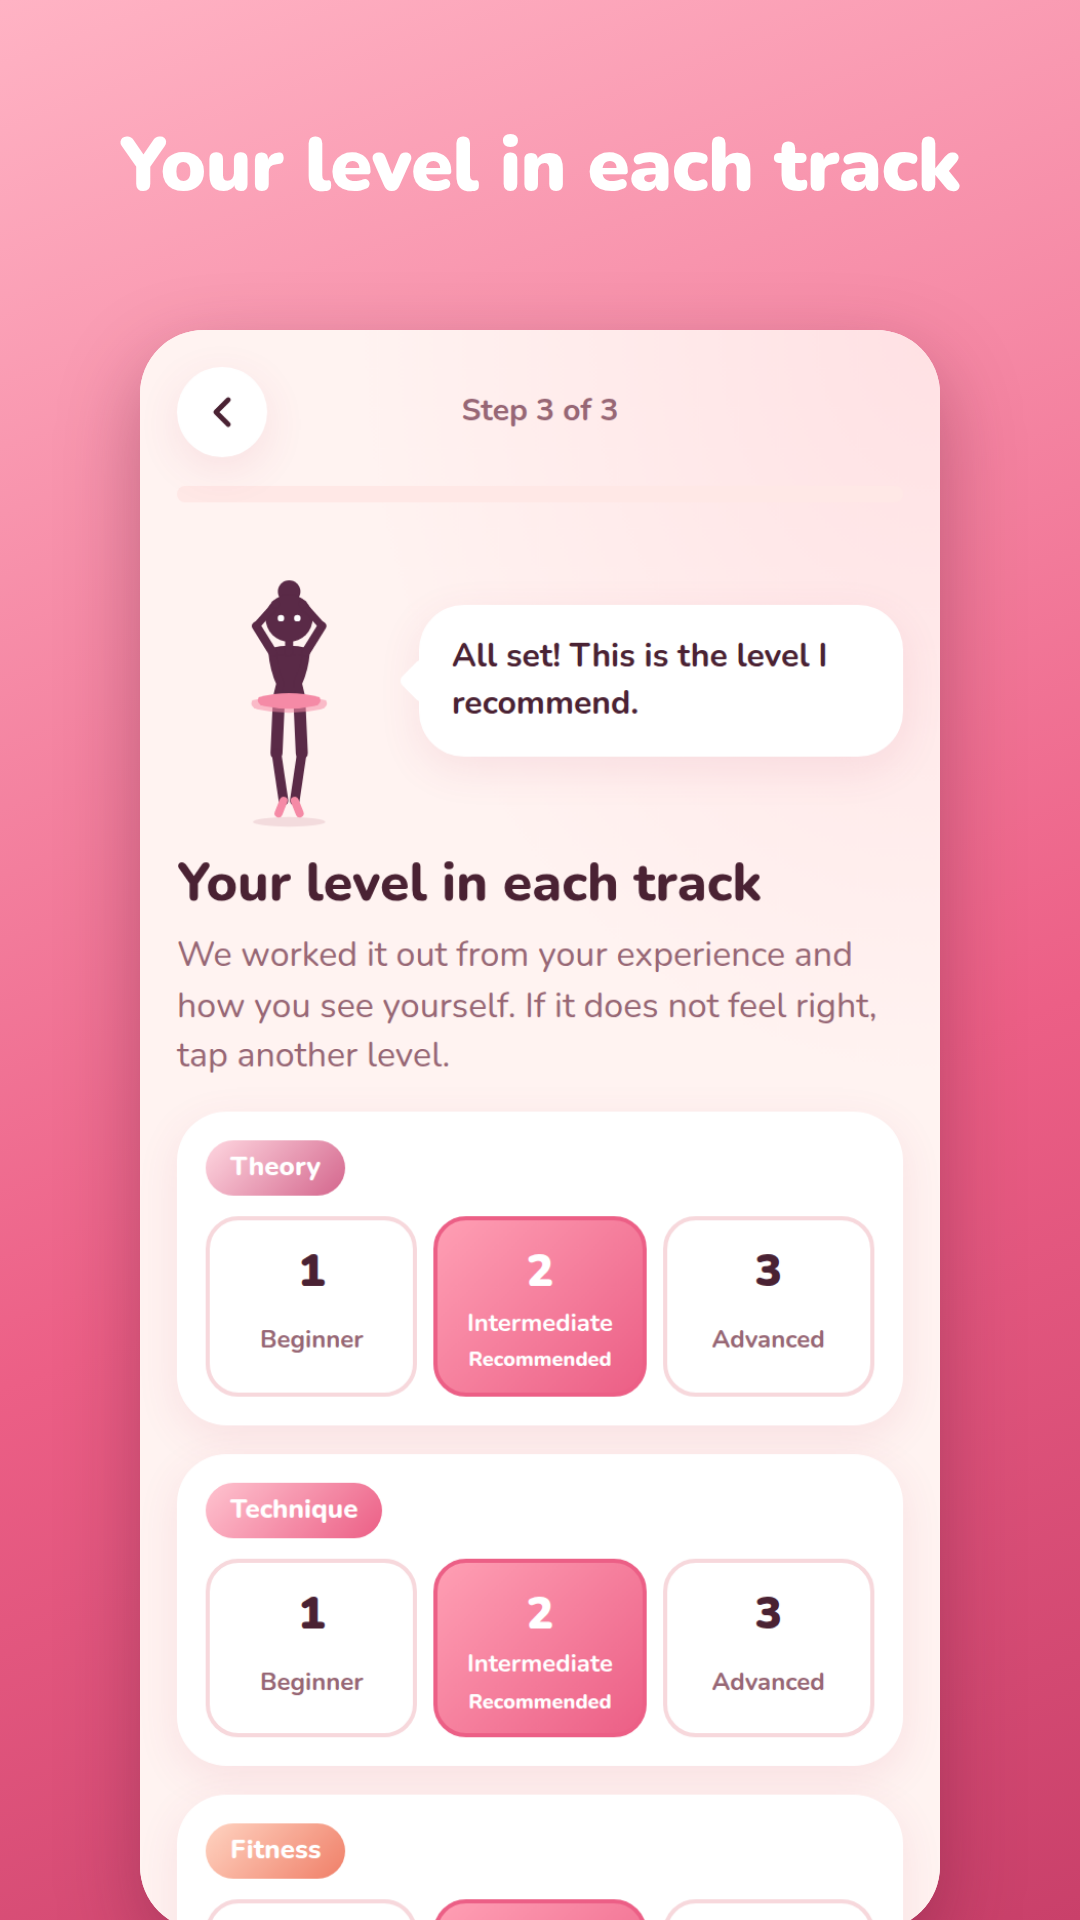 Your level in each track
Step 3 of 3
All set! This is the level I
recommend.
Your level in each track
We worked it out from your experience and
how you see yourself. If it does not feel right,
tap another level.
Theory
1
Beginner
2
Intermediate
Recommended
3
Advanced
Technique
1
Beginner
2
Intermediate
Recommended
3
Advanced
Fitness